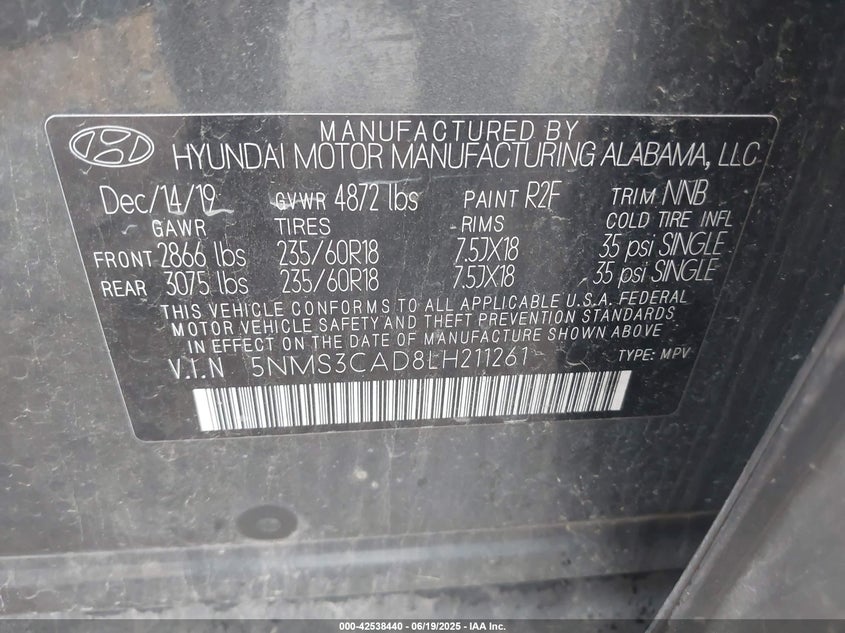 MANUFACTURED BY
HYUNDAI MOTOR MANUFACTURING ALABAMA, LLC
Dec/14/19 GVWR 4872 lbs PAINT R2F TRIM NNB
GAWR TIRES RIMS COLD TIRE INFL
FRONT 2866 lbs 235/60R18 7.5JX18 35 psi SINGLE
REAR 3075 lbs 235/60R18 7.5JX18 35 psi SINGLE
THIS VEHICLE CONFORMS TO ALL APPLICABLE U.S.A. FEDERAL
MOTOR VEHICLE SAFETY AND THEFT PREVENTION STANDARDS
IN EFFECT ON THE DATE OF MANUFACTURE SHOWN ABOVE
V.I.N 5NMS3CAD8LH211261 TYPE: MPV
000-42538440 - 06/19/2025 - IAA Inc.